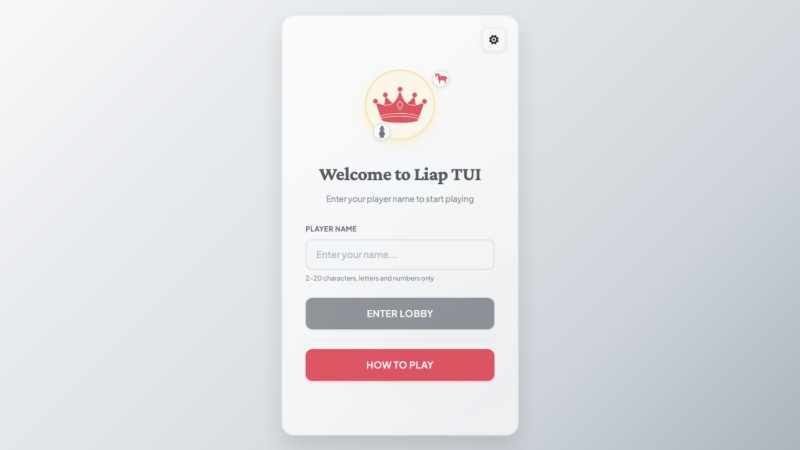 Welcome to Liap TUI
Enter your player name to start playing
PLAYER NAME
Enter your name...
2-20 characters, letters and numbers only
ENTER LOBBY
HOW TO PLAY